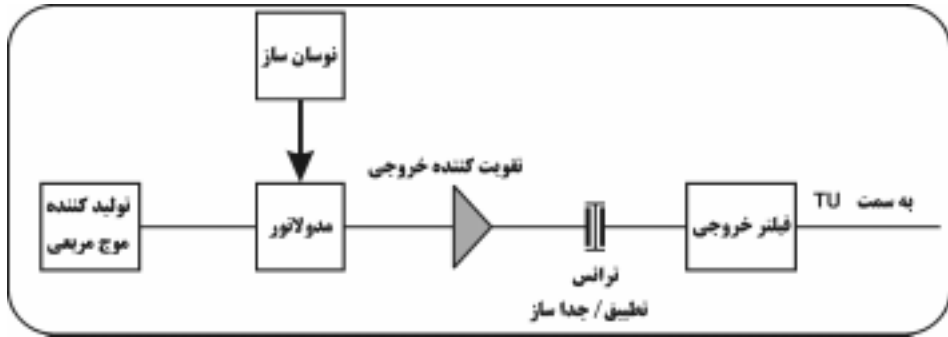 نوسان ساز
تقویت کننده خروجی
تولید کننده
موج مربعی
مدولاتور
فیلتر خروجی
به سمت TU
ترانس
تطبیق / جدا ساز